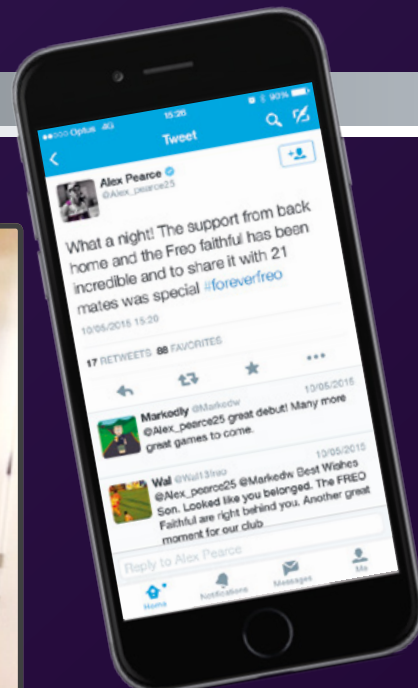 Optus 4G 15:26 90%
Tweet
Alex Pearce
@Alex_pearce25
What a night! The support from back
home and the Freo faithful has been
incredible and to share it with 21
mates was special #foreverfreo
10/05/2015 15:20
17 RETWEETS 88 FAVORITES
Markedly @Markedw 10/05/2015
@Alex_pearce25 great debut! Many more
great games to come.
Wal @Wal13freo 10/05/2015
@Alex_pearce25 @Markedw Best Wishes
Son. Looked like you belonged. The FREO
Faithful are right behind you. Another great
moment for our club
Reply to Alex Pearce
Home Notifications Messages Me